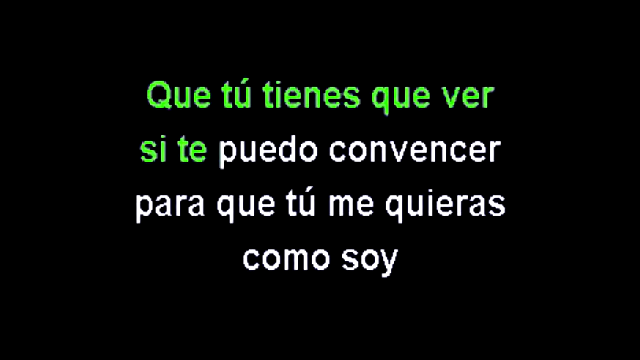 Que tú tienes que ver
si te puedo convencer
para que tú me quieras
como soy